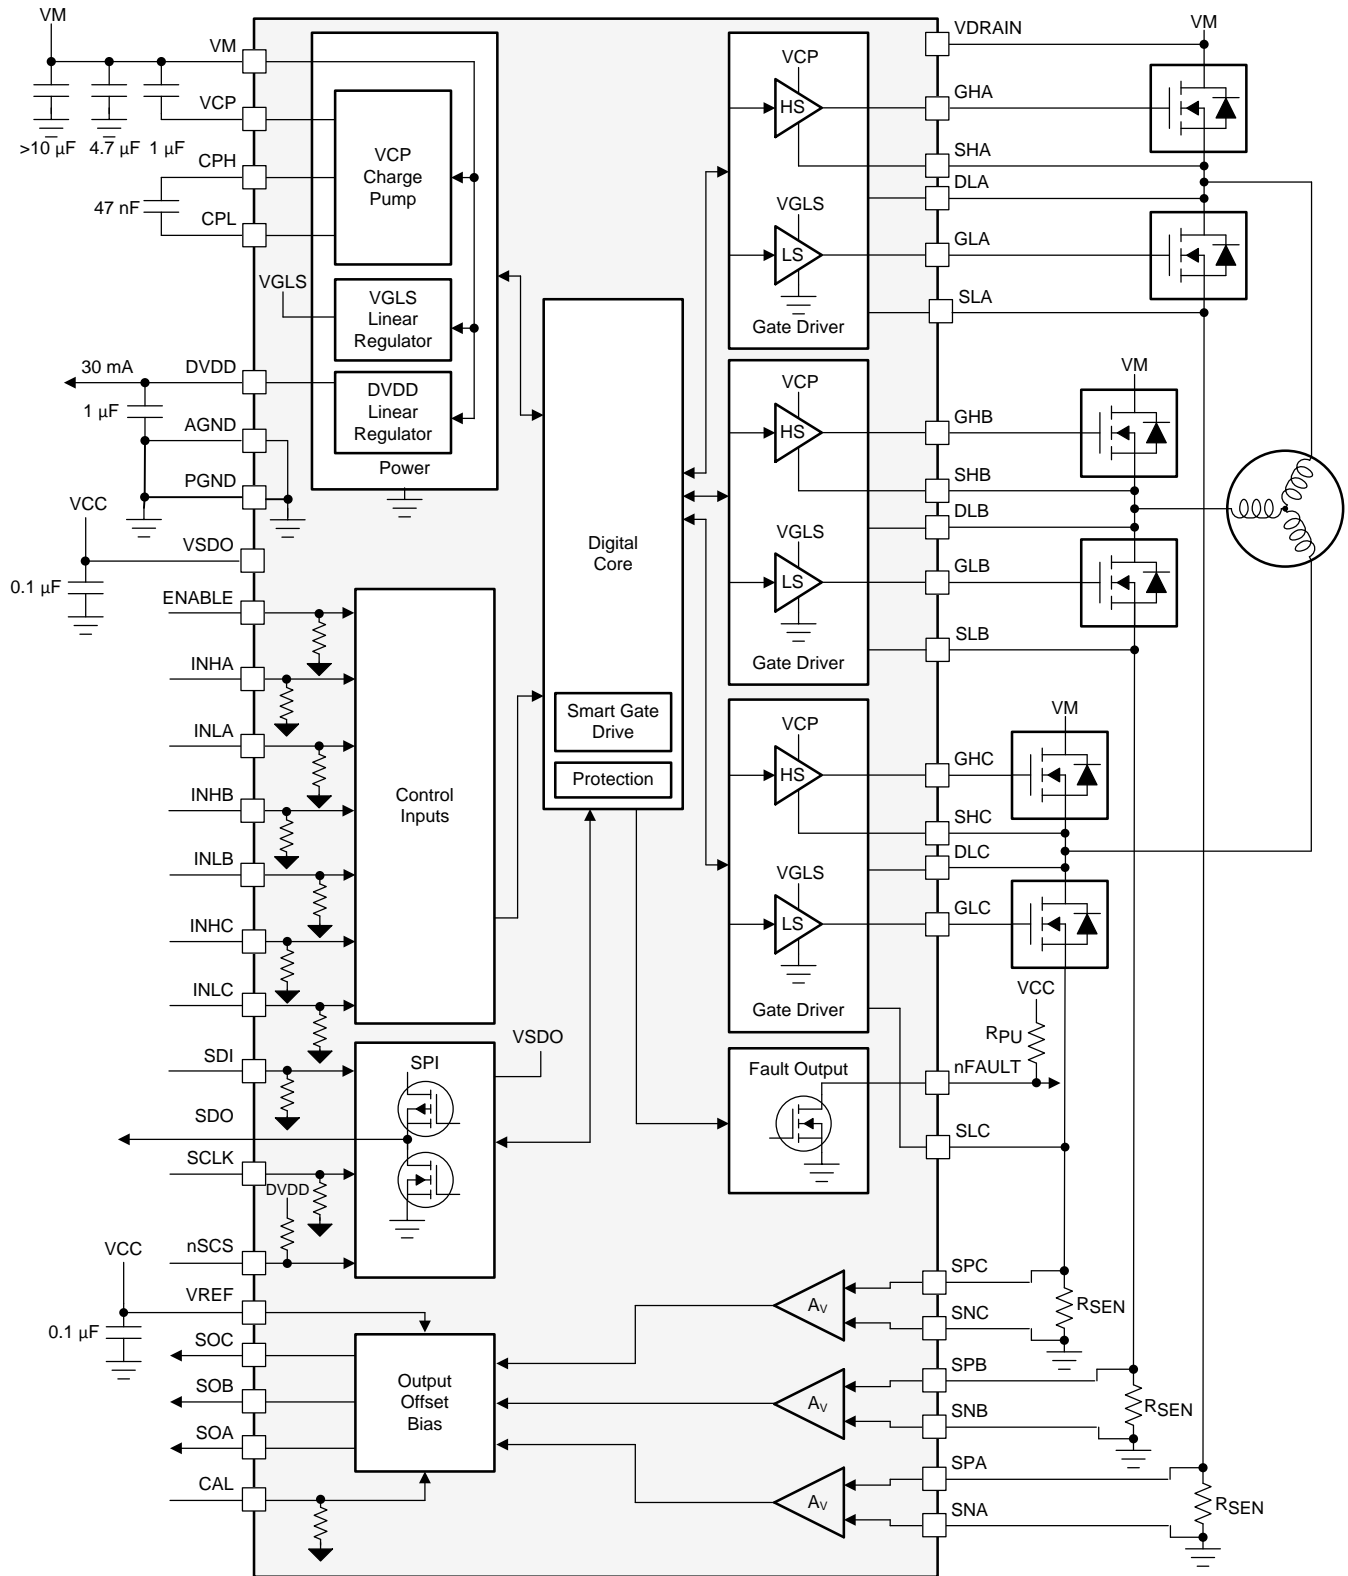 VM
VM
>10 µF
4.7 µF
1 µF
VCP
CPH
47 nF
CPL
VCP
Charge
Pump
VGLS
VGLS
Linear
Regulator
30 mA
DVDD
1 µF
DVDD
Linear
Regulator
AGND
PGND
Power
VCC
VSDO
0.1 µF
ENABLE
INHA
INLA
INHB
INLB
INHC
INLC
Control
Inputs
SDI
SDO
SCLK
DVDD
nSCS
SPI
VSDO
VCC
VREF
0.1 µF
SOC
SOB
SOA
CAL
Output
Offset
Bias
Digital
Core
Smart Gate
Drive
Protection
VCP
HS
VGLS
LS
Gate Driver
VCP
HS
VGLS
LS
Gate Driver
VCP
HS
VGLS
LS
Gate Driver
Fault Output
AV
AV
AV
VDRAIN
VM
GHA
SHA
DLA
GLA
SLA
VM
GHB
SHB
DLB
GLB
SLB
VM
GHC
SHC
DLC
GLC
VCC
RPU
nFAULT
SLC
SPC
SNC
RSEN
SPB
SNB
RSEN
SPA
SNA
RSEN